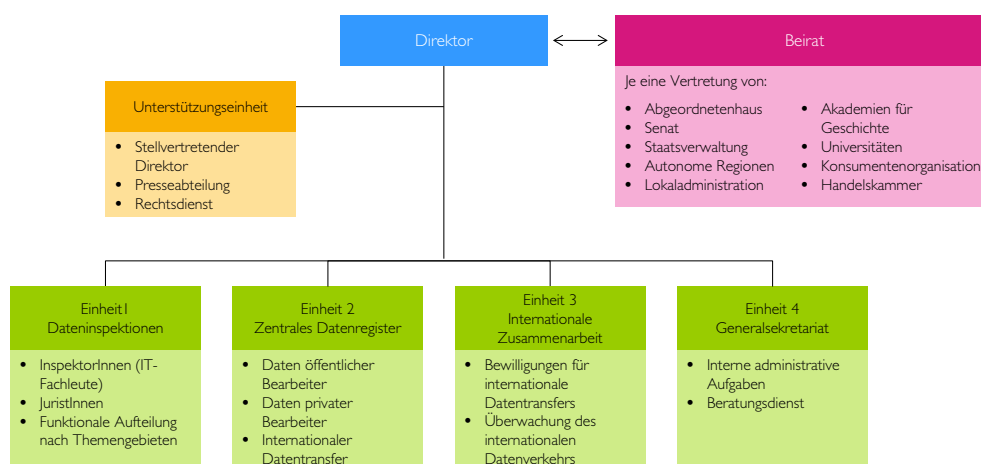 Direktor
Beirat
Je eine Vertretung von:
• Abgeordnetenhaus
• Senat
• Staatsverwaltung
• Autonome Regionen
• Lokaladministration
• Akademien für
Geschichte
• Universitäten
• Konsumentenorganisation
• Handelskammer
Unterstützungseinheit
• Stellvertretender
Direktor
• Presseabteilung
• Rechtsdienst
Einheit1
Dateninspektionen
• InspektorInnen (IT-
Fachleute)
• JuristInnen
• Funktionale Aufteilung
nach Themengebieten
Einheit 2
Zentrales Datenregister
• Daten öffentlicher
Bearbeiter
• Daten privater
Bearbeiter
• Internationaler
Datentransfer
Einheit 3
Internationale
Zusammenarbeit
• Bewilligungen für
internationale
Datentransfers
• Überwachung des
internationalen
Datenverkehrs
Einheit 4
Generalsekretariat
• Interne administrative
Aufgaben
• Beratungsdienst